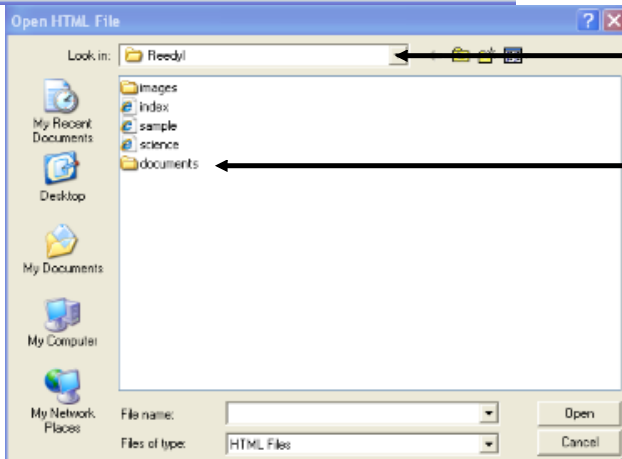 Open HTML File
Look in: Reedyl
images
index
sample
science
documents
My Recent
Documents
Desktop
My Documents
My Computer
My Network
Places
File name:
Open
Files of type: HTML Files
Cancel